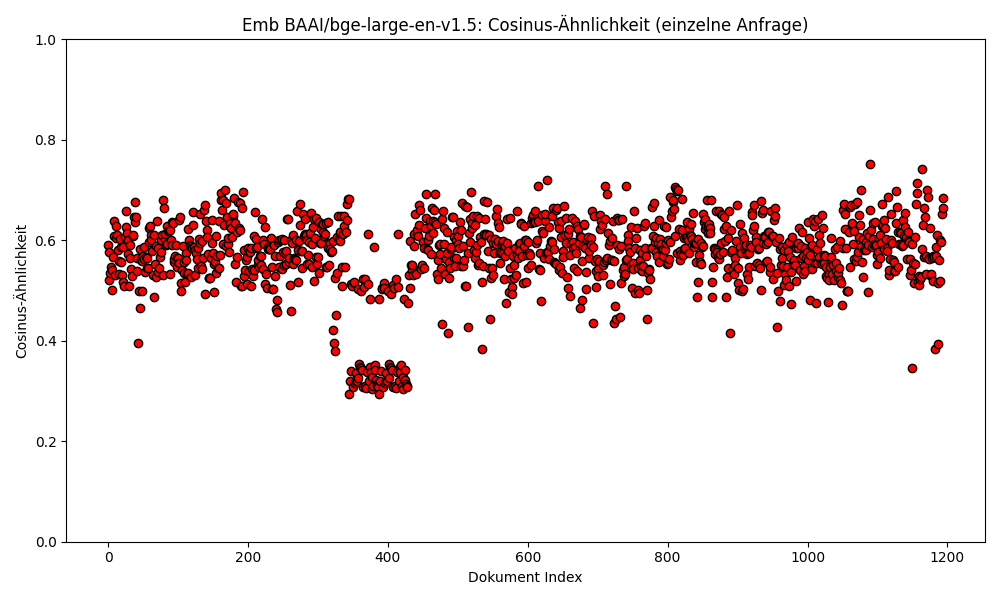 Emb BAAI/bge-large-en-v1.5: Cosinus-Ähnlichkeit (einzelne Anfrage)
1.0
0.8
0.6
0.4
0.2
0.0
Cosinus-Ähnlichkeit
0 200 400 600 800 1000 1200
Dokument Index